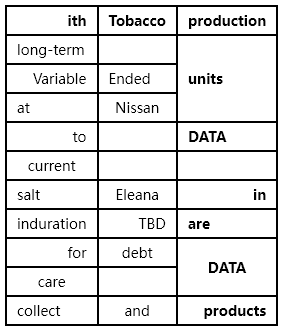 ith Tobacco production
long-term
Variable Ended units
at Nissan
to DATA
current
salt Eleana in
induration TBD are
for debt
DATA
care
collect and products